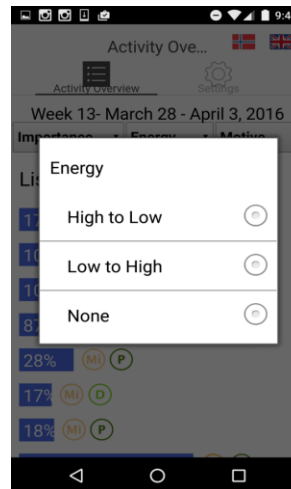 9:4
Activity Ove...
Activity Overview Settings
Week 13- March 28 - April 3, 2016
Importance Energy Motive
Energy
High to Low
Low to High
None
28% Mi P
17% Mi D
18% Mi P